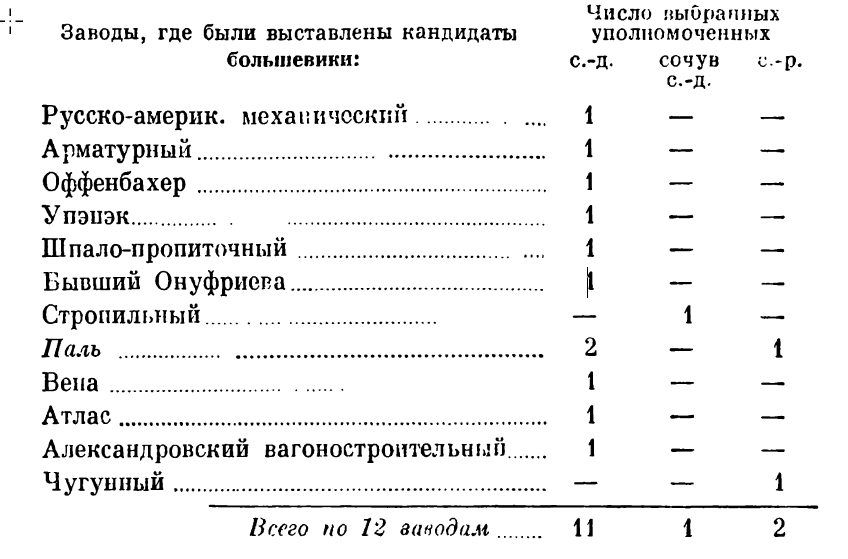 Число выбранных
Заводы, где были выставлены кандидаты уполномоченных
большевики: с.-д. сочув с.-р.
с.-д.
Русско-америк. механический 1 — —
Арматурный 1 — —
Оффенбахер 1 — —
Упэнэк 1 — —
Шпало-пропиточный 1 — —
Бывший Онуфриева 1 — —
Стропильный — 1 —
Паль 2 — 1
Вена 1 — —
Атлас 1 — —
Александровский вагоностроительный 1 — —
Чугунный — — 1
Всего по 12 заводам 11 1 2